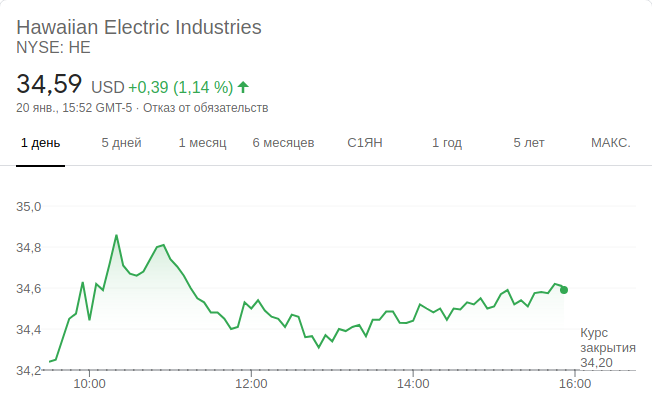 Hawaiian Electric Industries
NYSE: HE
34,59 USD +0,39 (1,14 %)
20 янв., 15:52 GMT-5 · Отказ от обязательств
1 день 5 дней 1 месяц 6 месяцев С1ЯН 1 год 5 лет МАКС.
35,0
34,8
34,6
34,4
Курс
закрытия
34,20
34,2
10:00 12:00 14:00 16:00